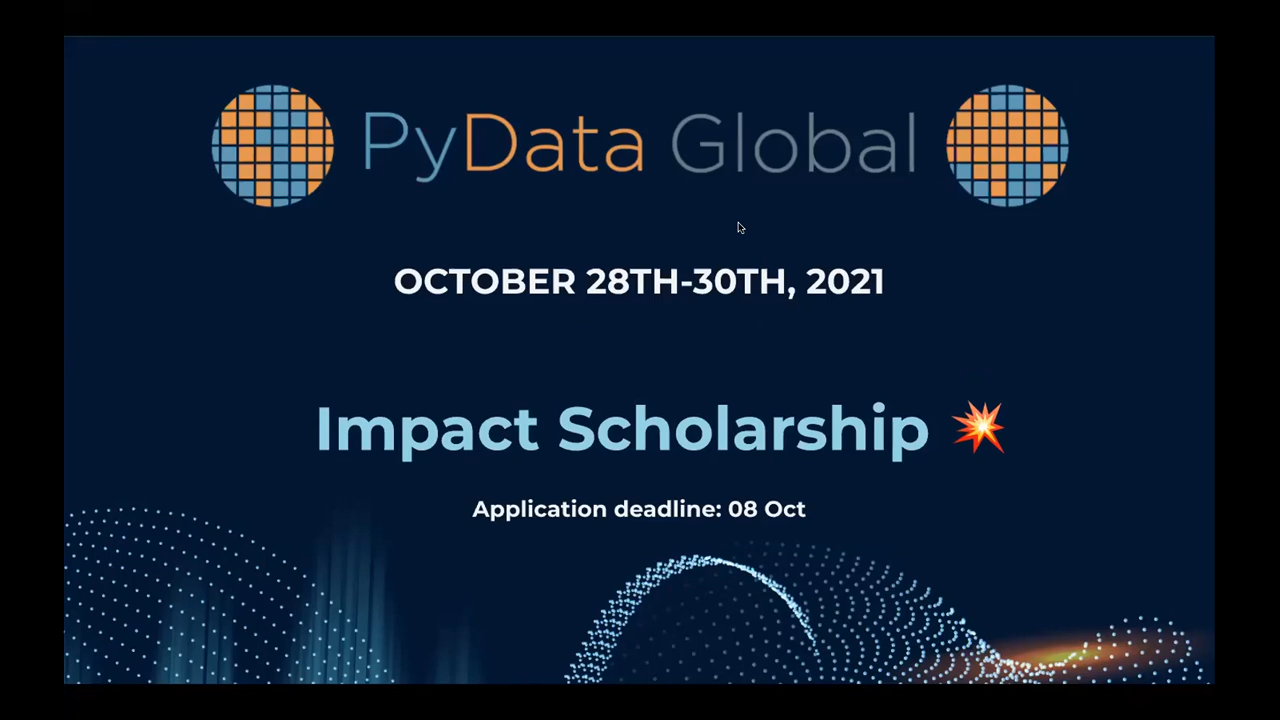 PyData Global
OCTOBER 28TH-30TH, 2021
Impact Scholarship 💥
Application deadline: 08 Oct